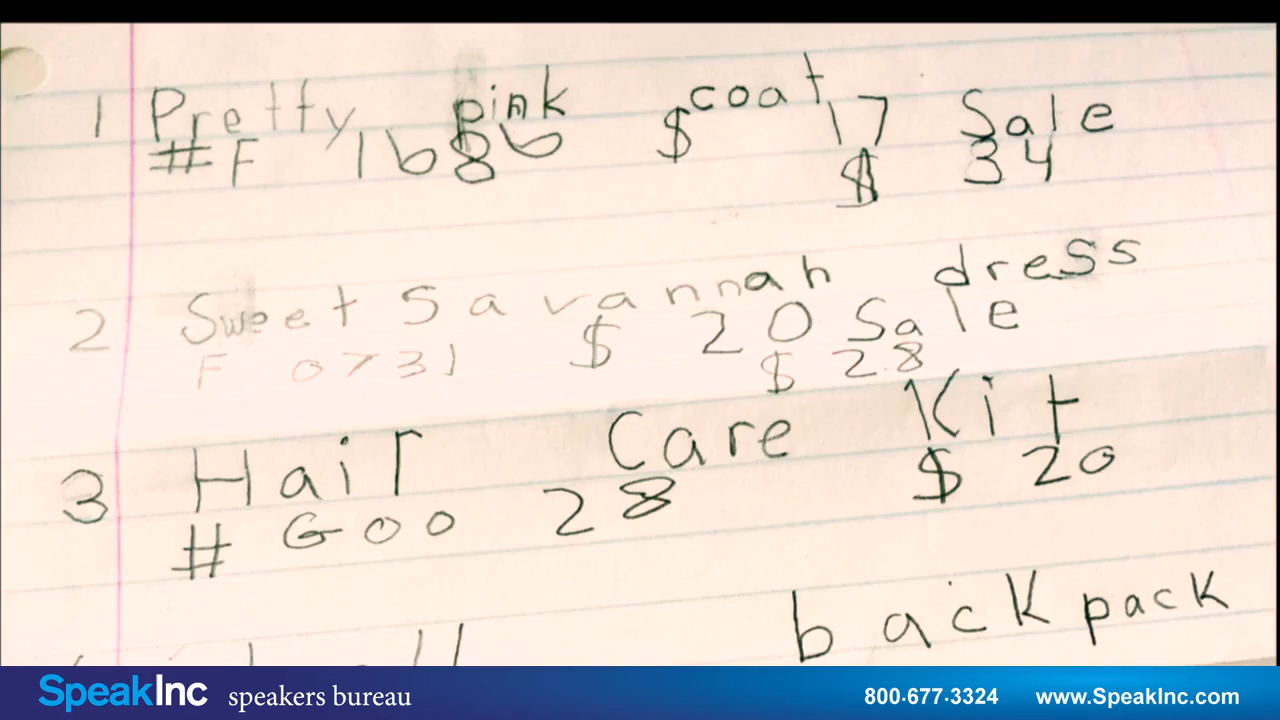 1 Pretty pink coat $ 17 Sale
#F 1686 $ 34
2 Sweet Savannah dress
F 0731 $ 20 Sale $ 28
3 Hair Care Kit
# G00 28 $ 20
backpack
SpeakInc speakers bureau 800-677-3324 www.SpeakInc.com